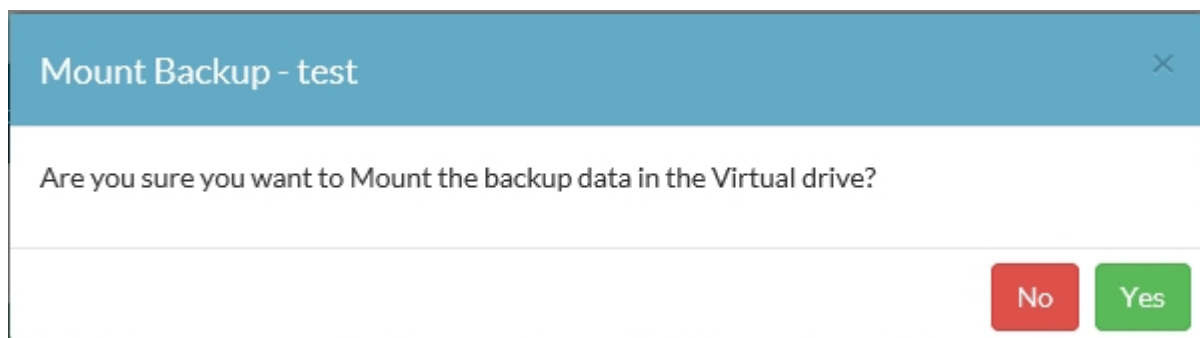 Mount Backup - test ×
Are you sure you want to Mount the backup data in the Virtual drive?
No Yes